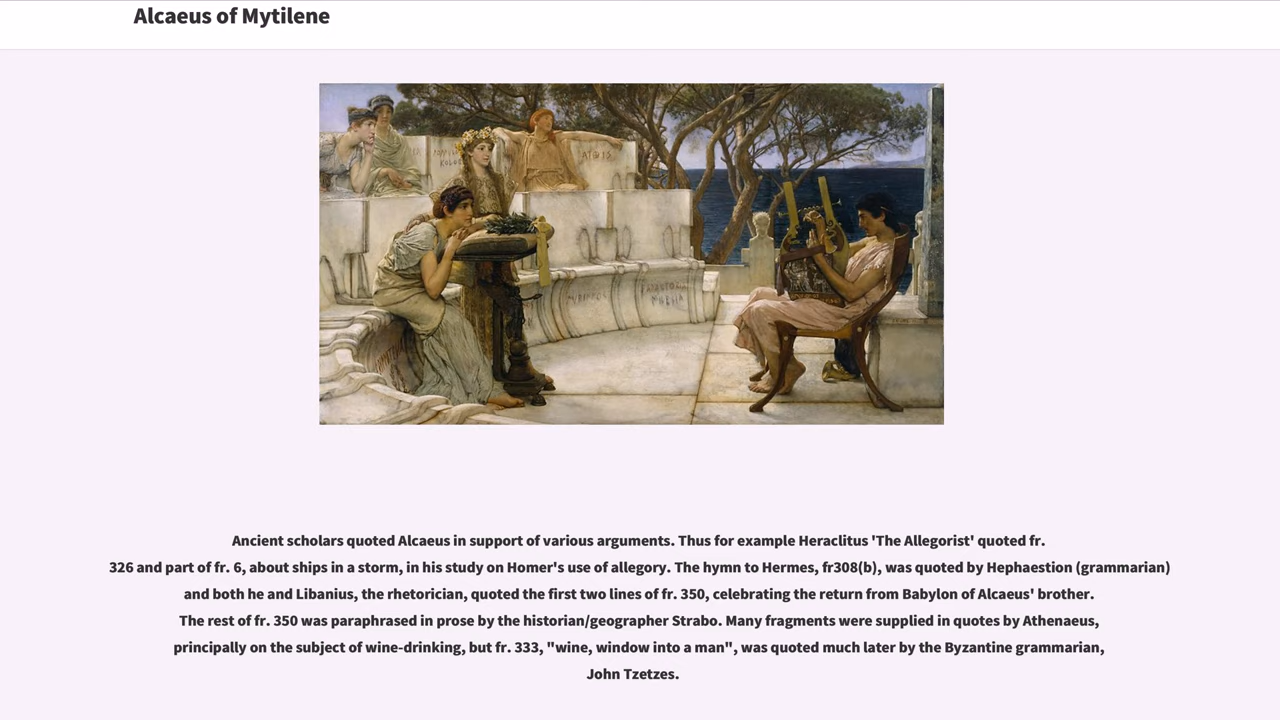 Alcaeus of Mytilene
Ancient scholars quoted Alcaeus in support of various arguments. Thus for example Heraclitus 'The Allegorist' quoted fr.
326 and part of fr. 6, about ships in a storm, in his study on Homer's use of allegory. The hymn to Hermes, fr308(b), was quoted by Hephaestion (grammarian)
and both he and Libanius, the rhetorician, quoted the first two lines of fr. 350, celebrating the return from Babylon of Alcaeus' brother.
The rest of fr. 350 was paraphrased in prose by the historian/geographer Strabo. Many fragments were supplied in quotes by Athenaeus,
principally on the subject of wine-drinking, but fr. 333, "wine, window into a man", was quoted much later by the Byzantine grammarian,
John Tzetzes.